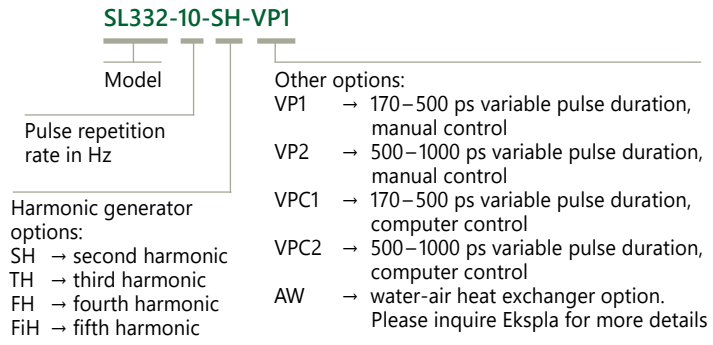 SL332-10-SH-VP1
Model
Pulse repetition
rate in Hz
Harmonic generator
options:
SH → second harmonic
TH → third harmonic
FH → fourth harmonic
FiH → fifth harmonic
Other options:
VP1 → 170–500 ps variable pulse duration,
manual control
VP2 → 500–1000 ps variable pulse duration,
manual control
VPC1 → 170–500 ps variable pulse duration,
computer control
VPC2 → 500–1000 ps variable pulse duration,
computer control
AW → water-air heat exchanger option.
Please inquire Ekspla for more details